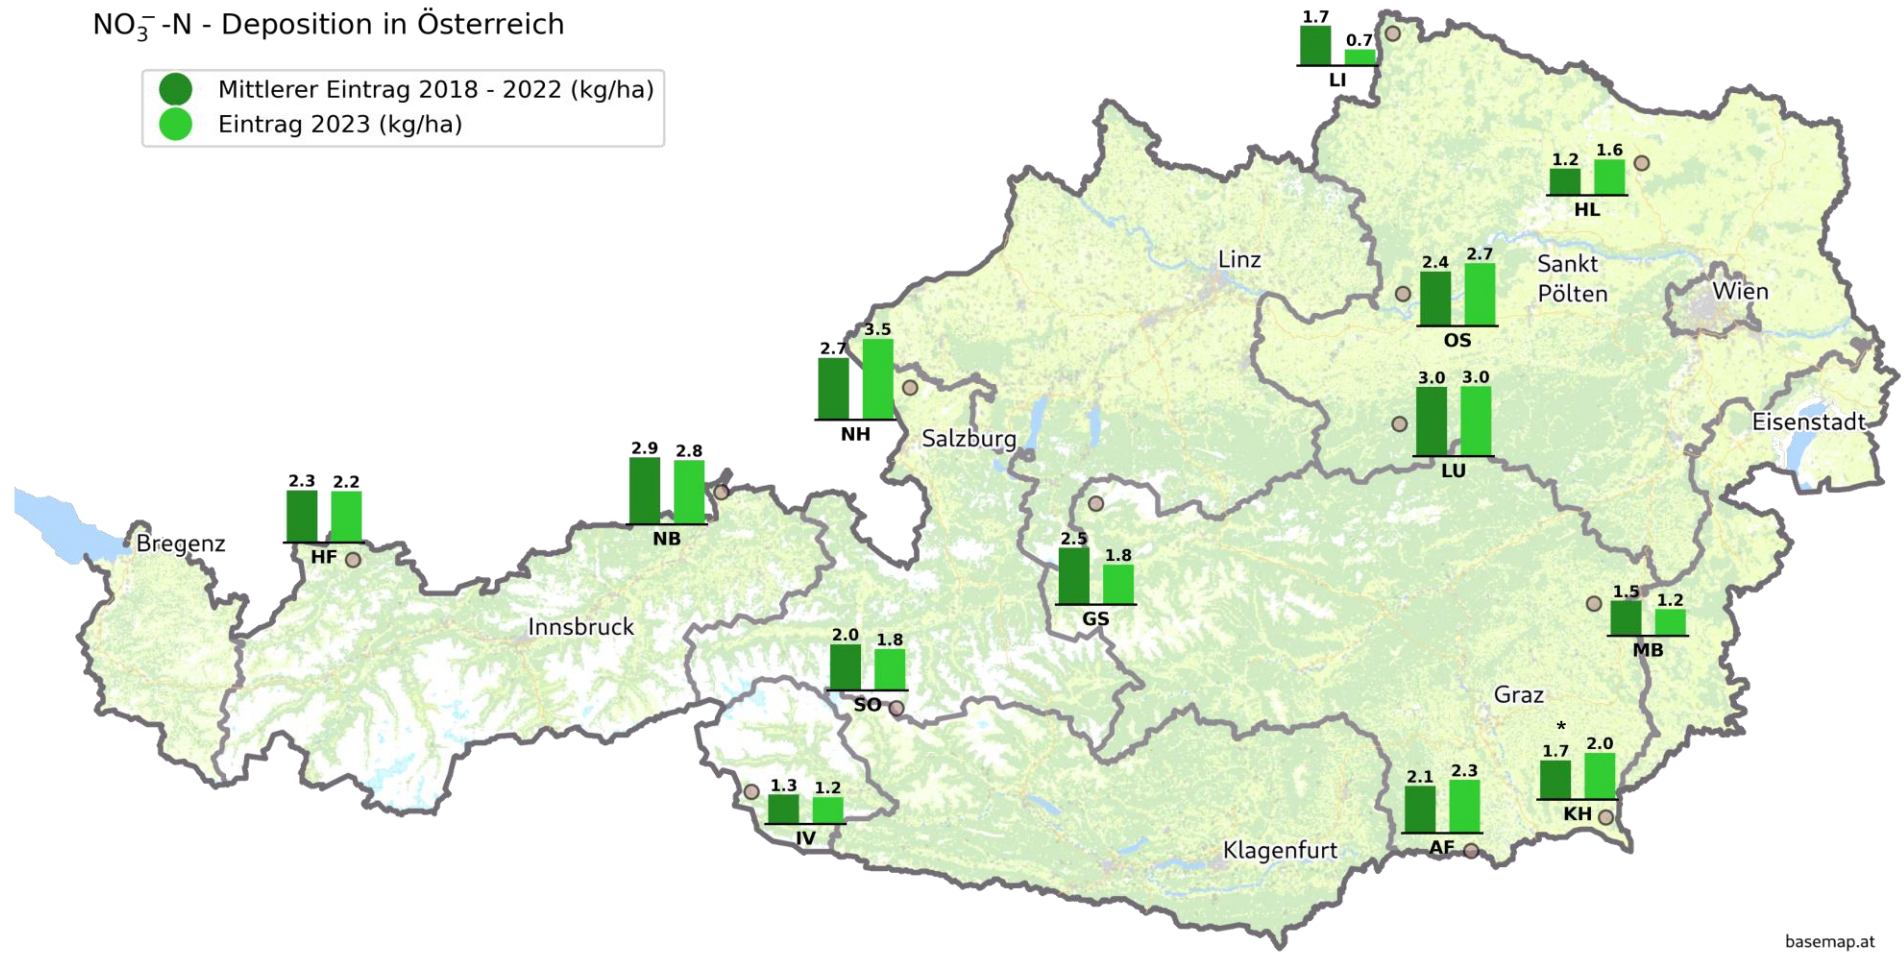 NO₃⁻-N - Deposition in Österreich
Mittlerer Eintrag 2018 - 2022 (kg/ha)
Eintrag 2023 (kg/ha)
1.7 0.7
LI
1.2 1.6
HL
Linz
2.4 2.7
OS
Sankt
Pölten
Wien
2.7 3.5
NH
3.0 3.0
LU
Eisenstadt
Salzburg
2.9 2.8
NB
2.3 2.2
HF
Bregenz
2.5 1.8
GS
Innsbruck
2.0 1.8
SO
1.5 1.2
MB
Graz
*
1.7 2.0
KH
1.3 1.2
IV
2.1 2.3
AF
Klagenfurt
basemap.at